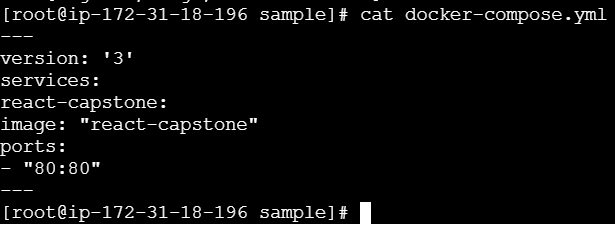 [root@ip-172-31-18-196 sample]# cat docker-compose.yml
---
version: '3'
services:
react-capstone:
image: "react-capstone"
ports:
- "80:80"
---
[root@ip-172-31-18-196 sample]#